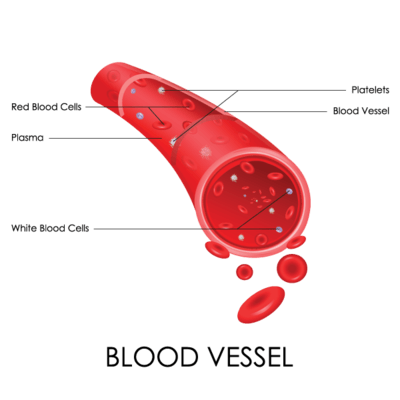 Platelets
Red Blood Cells
Blood Vessel
Plasma
White Blood Cells
BLOOD VESSEL